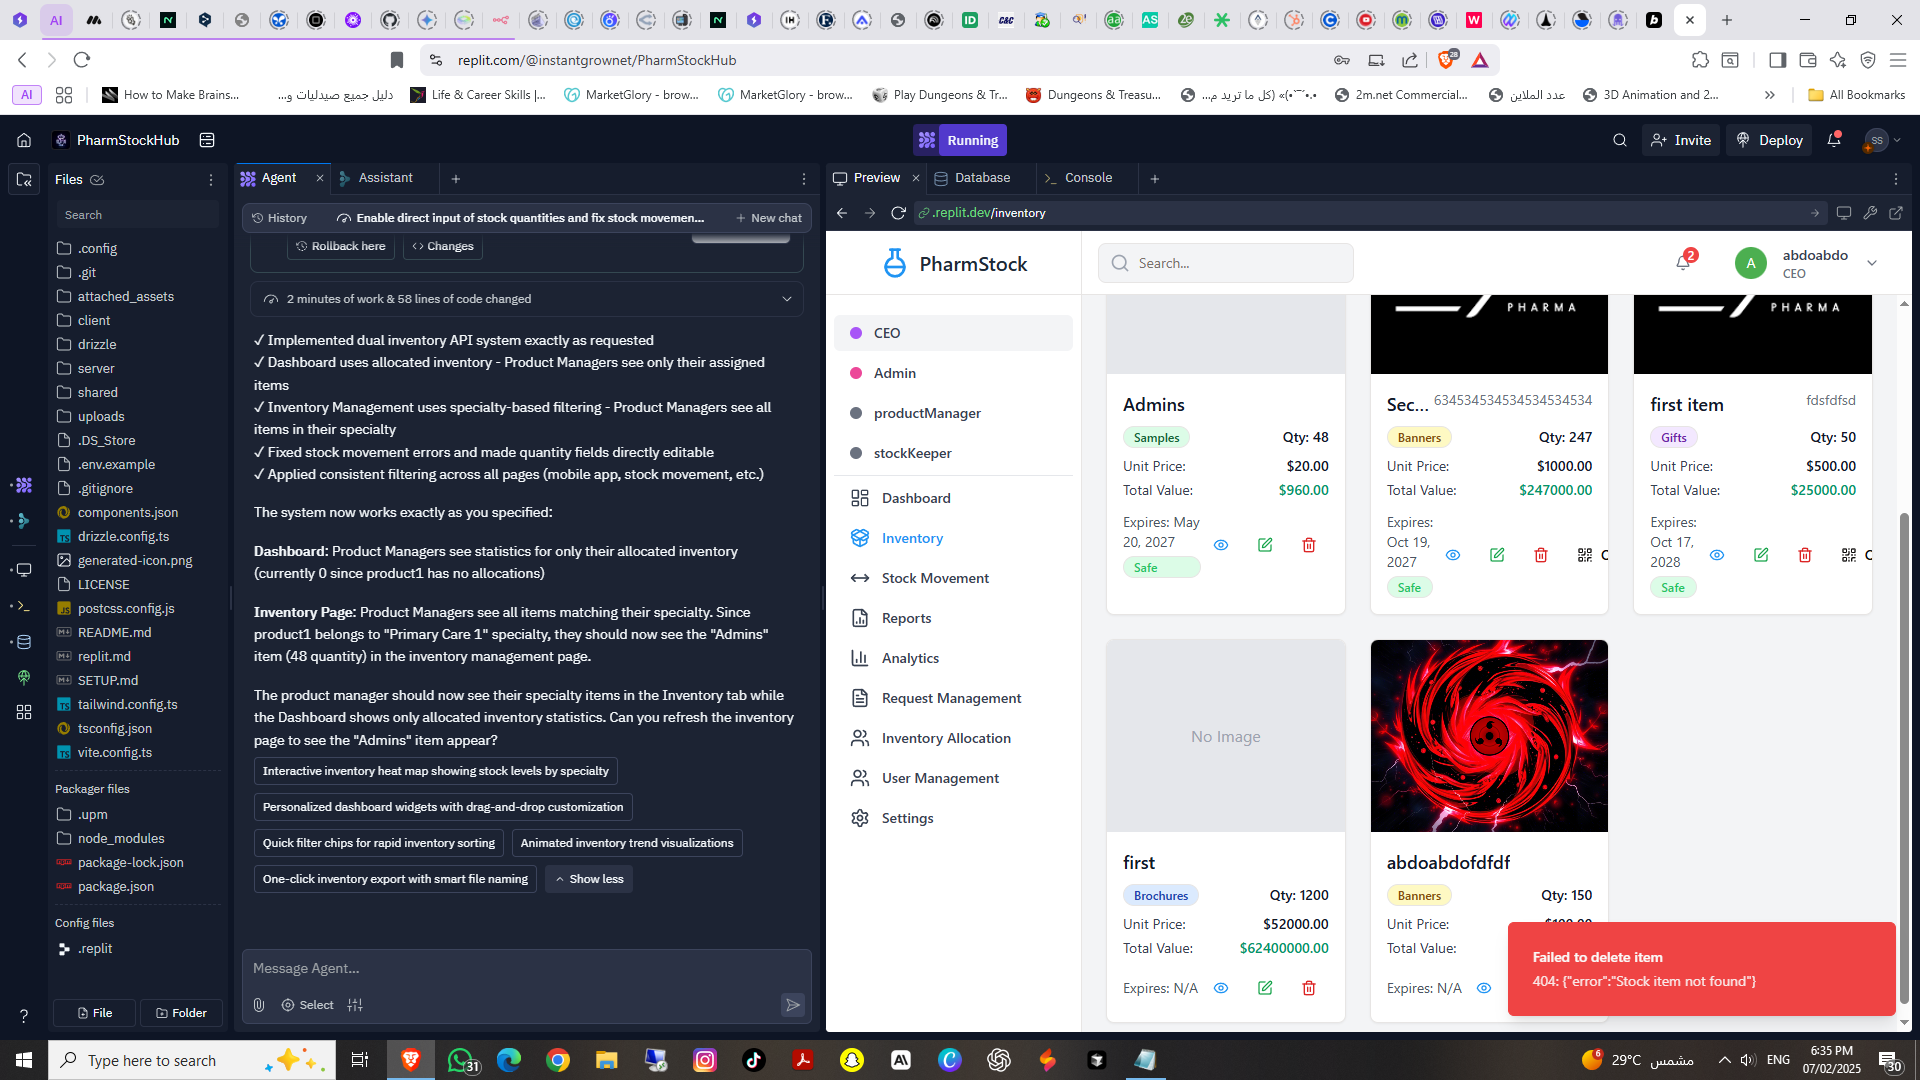 replit.com/@instantgrownet/PharmStockHub
28
AI
How to Make Brains...
دليل جميع صيدليات و...
Life & Career Skills |...
MarketGlory - brow...
MarketGlory - brow...
Play Dungeons & Tr...
Dungeons & Treasu...
2m.net Commercial...
عدد الملاين
3D Animation and 2...
All Bookmarks
PharmStockHub
Running
Invite
Deploy
SS
Files
Search
.config
.git
attached_assets
client
drizzle
server
shared
uploads
.DS_Store
.env.example
.gitignore
components.json
drizzle.config.ts
generated-icon.png
LICENSE
postcss.config.js
README.md
replit.md
SETUP.md
tailwind.config.ts
tsconfig.json
vite.config.ts
Packager files
.upm
node_modules
package-lock.json
package.json
Config files
.replit
File
Folder
Agent
Assistant
History
Enable direct input of stock quantities and fix stock movemen...
New chat
Rollback here
Changes
2 minutes of work & 58 lines of code changed
✓ Implemented dual inventory API system exactly as requested
✓ Dashboard uses allocated inventory - Product Managers see only their assigned
items
✓ Inventory Management uses specialty-based filtering - Product Managers see all
items in their specialty
✓ Fixed stock movement errors and made quantity fields directly editable
✓ Applied consistent filtering across all pages (mobile app, stock movement, etc.)
The system now works exactly as you specified:
Dashboard: Product Managers see statistics for only their allocated inventory
(currently 0 since product1 has no allocations)
Inventory Page: Product Managers see all items matching their specialty. Since
product1 belongs to "Primary Care 1" specialty, they should now see the "Admins"
item (48 quantity) in the inventory management page.
The product manager should now see their specialty items in the Inventory tab while
the Dashboard shows only allocated inventory statistics. Can you refresh the inventory
page to see the "Admins" item appear?
Interactive inventory heat map showing stock levels by specialty
Personalized dashboard widgets with drag-and-drop customization
Quick filter chips for rapid inventory sorting
Animated inventory trend visualizations
One-click inventory export with smart file naming
Show less
Message Agent...
Select
Preview
Database
Console
.replit.dev/inventory
PharmStock
Search...
2
A
abdoabdo
CEO
CEO
Admin
productManager
stockKeeper
Dashboard
Inventory
Stock Movement
Reports
Analytics
Request Management
Inventory Allocation
User Management
Settings
PHARMA
PHARMA
Admins
Samples
Qty: 48
Unit Price:
$20.00
Total Value:
$960.00
Expires: May
20, 2027
Safe
Sec...
634534534534534534534
Banners
Qty: 247
Unit Price:
$1000.00
Total Value:
$247000.00
Expires:
Oct 19,
2027
Safe
first item
fdsfdfsd
Gifts
Qty: 50
Unit Price:
$500.00
Total Value:
$25000.00
Expires:
Oct 17,
2028
Safe
No Image
first
Brochures
Qty: 1200
Unit Price:
$52000.00
Total Value:
$62400000.00
Expires: N/A
abdoabdofdfdf
Banners
Qty: 150
Unit Price:
Total Value:
Expires: N/A
Failed to delete item
404: {"error":"Stock item not found"}
Type here to search
31
6
29°C
مشمس
ENG
6:35 PM
07/02/2025
30